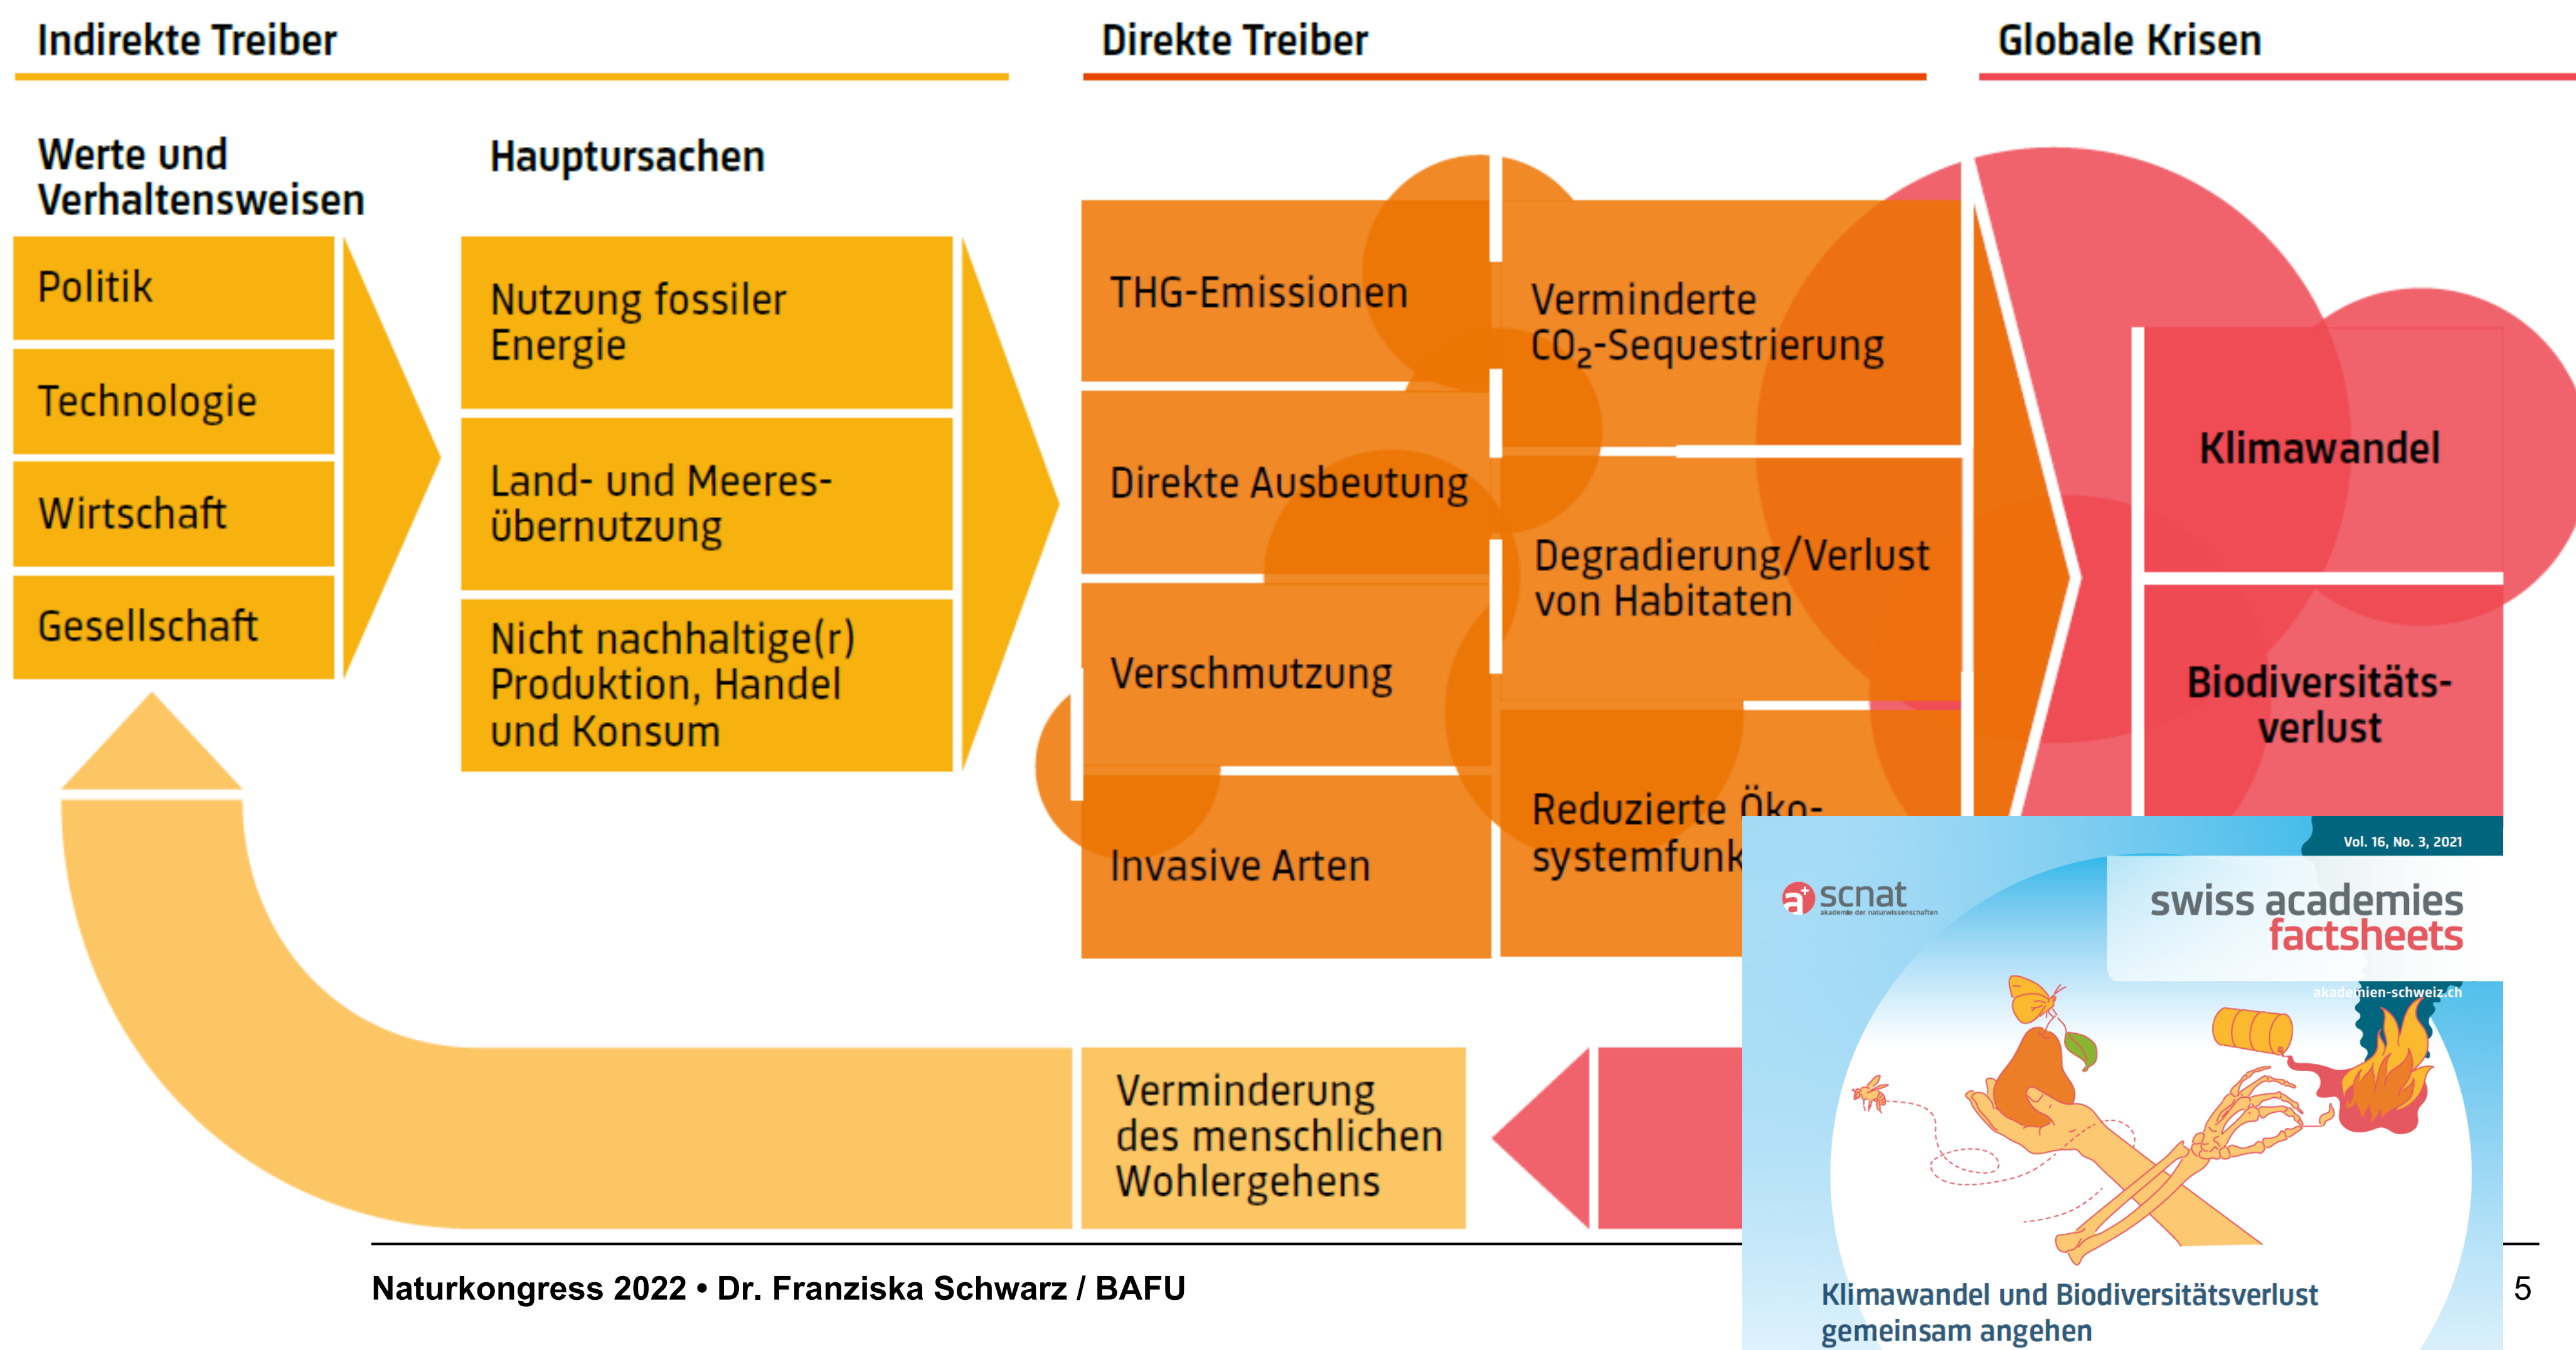 Indirekte Treiber
Direkte Treiber
Globale Krisen
Werte und
Verhaltensweisen
Politik
Technologie
Wirtschaft
Gesellschaft
Hauptursachen
Nutzung fossiler
Energie
Land- und Meeres-
übernutzung
Nicht nachhaltige(r)
Produktion, Handel
und Konsum
THG-Emissionen
Direkte Ausbeutung
Verschmutzung
Invasive Arten
Verminderte
CO₂-Sequestrierung
Degradierung/Verlust
von Habitaten
Reduzierte Öko-
systemfunk
Klimawandel
Biodiversitäts-
verlust
Verminderung
des menschlichen
Wohlergehens
Vol. 16, No. 3, 2021
a+ scnat
akademie der naturwissenschaften
swiss academies
factsheets
akademien-schweiz.ch
Klimawandel und Biodiversitätsverlust
gemeinsam angehen
Naturkongress 2022 • Dr. Franziska Schwarz / BAFU
5